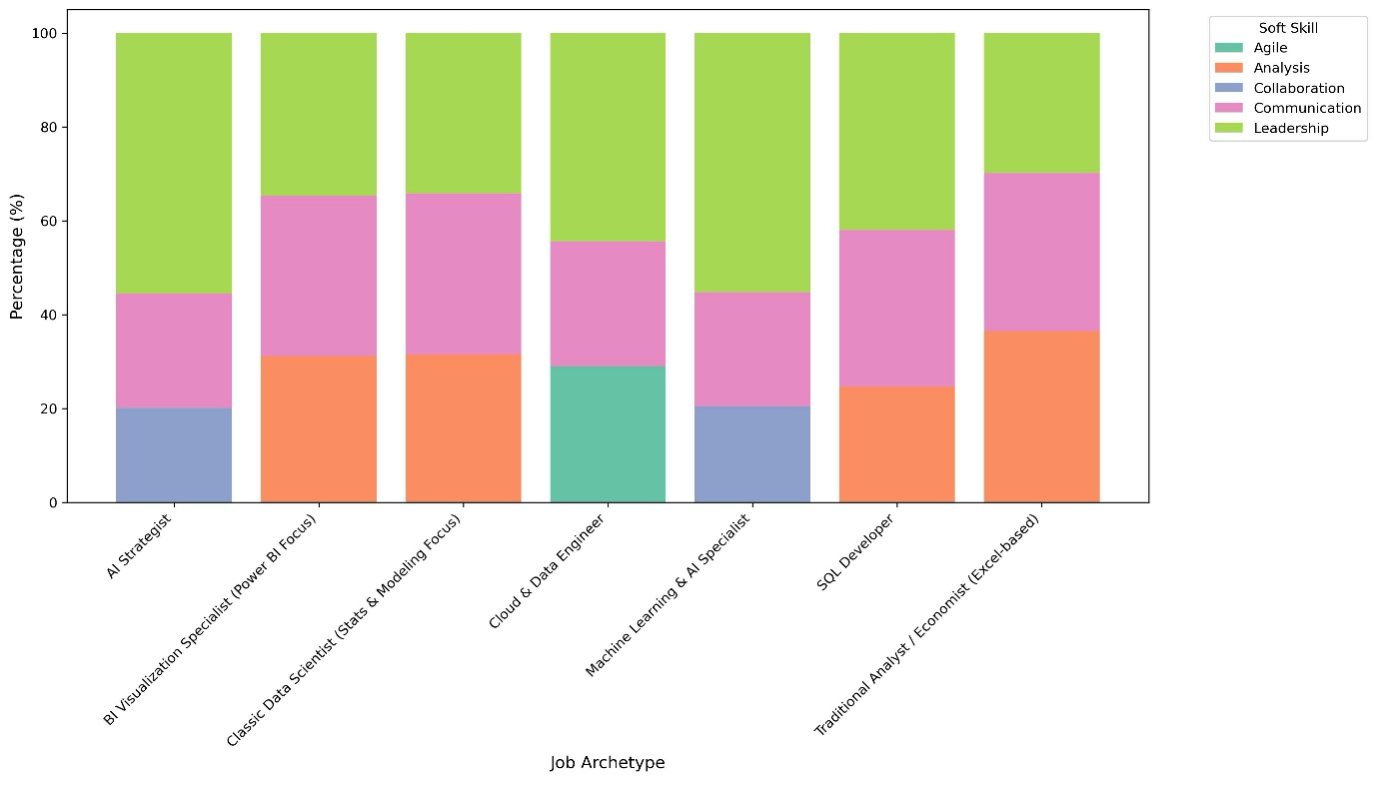 100
80
60
40
20
0
Percentage (%)
AI Strategist
BI Visualization Specialist (Power BI Focus)
Classic Data Scientist (Stats & Modeling Focus)
Cloud & Data Engineer
Machine Learning & AI Specialist
SQL Developer
Traditional Analyst / Economist (Excel-based)
Job Archetype
Soft Skill
Agile
Analysis
Collaboration
Communication
Leadership